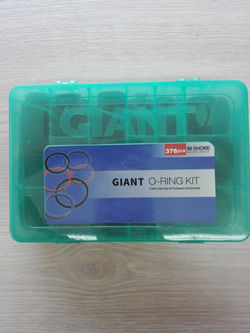 GIANT
376pcs 90 SHORE
GIANT O-RING KIT